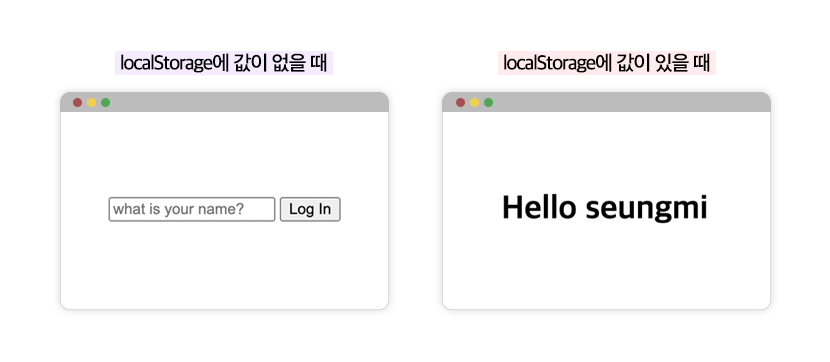 localStorage에 값이 없을 때
localStorage에 값이 있을 때
what is your name? Log In
Hello seungmi